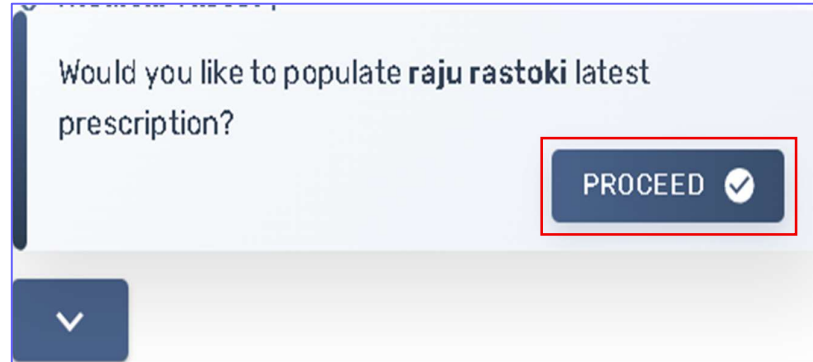 Would you like to populate raju rastoki latest
prescription?
PROCEED